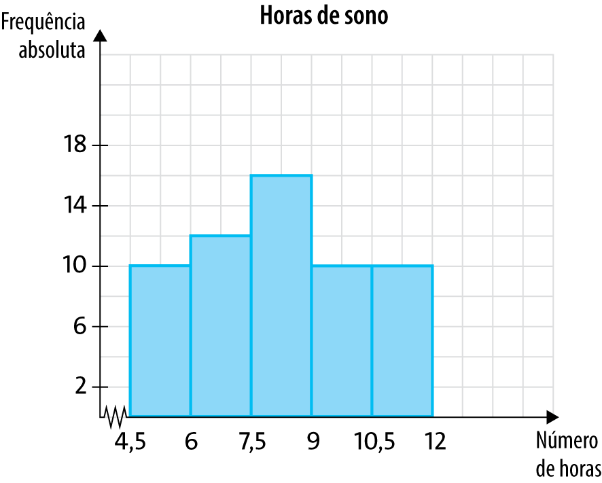 Horas de sono
Frequência
absoluta
18
14
10
6
2
4,5 6 7,5 9 10,5 12
Número
de horas